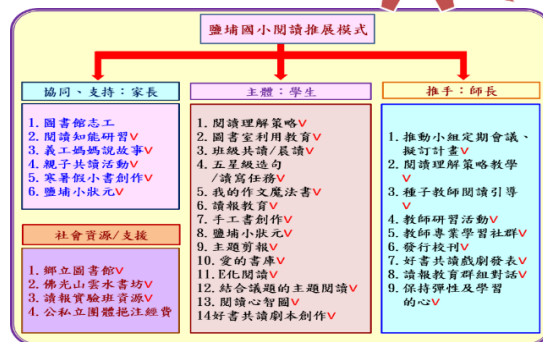 鹽埔國小閱讀推展模式
協同、支持：家長
1. 圖書館志工
2. 閱讀知能研習V
3. 義工媽媽說故事V
4. 親子共讀活動V
5. 寒暑假小書創作V
6. 鹽埔小狀元V
社會資源/支援
1. 鄉立圖書館V
2. 佛光山雲水書坊V
3. 讀報實驗班資源V
4. 公私立團體挹注經費
主體：學生
1. 閱讀理解策略V
2. 圖書室利用教育V
3. 班級共讀/晨讀V
4. 五星級造句
/讀寫任務V
5. 我的作文魔法書V
6. 讀報教育V
7. 手工書創作V
8. 鹽埔小狀元V
9. 主題剪報V
10. 愛的書庫V
11. E化閱讀V
12. 結合議題的主題閱讀V
13. 閱讀心智圖V
14好書共讀劇本創作V
推手：師長
1. 推動小組定期會議、
擬訂計畫V
2. 閱讀理解策略教學
V
3. 種子教師閱讀引導
V
4. 教師研習活動V
5. 教師專業學習社群V
6. 發行校刊V
7. 好書共讀戲劇發表V
8. 讀報教育群組對話V
9. 保持彈性及學習
的心V